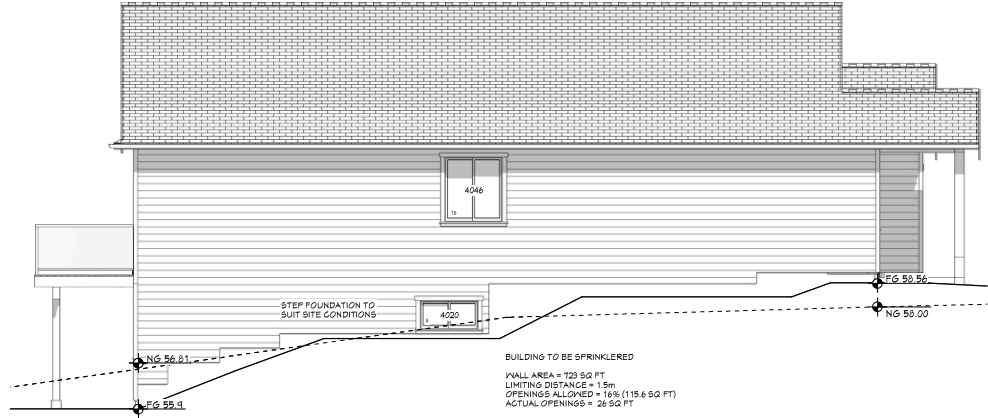 4046
18
FG 58.56
STEP FOUNDATION TO
SUIT SITE CONDITIONS
4020
8
NG 58.00
NG 56.81
BUILDING TO BE SPRINKLERED
WALL AREA = 723 SQ FT
LIMITING DISTANCE = 1.5m
OPENINGS ALLOWED = 16% (115.6 SQ FT)
ACTUAL OPENINGS = 26 SQ FT
FG 55.9